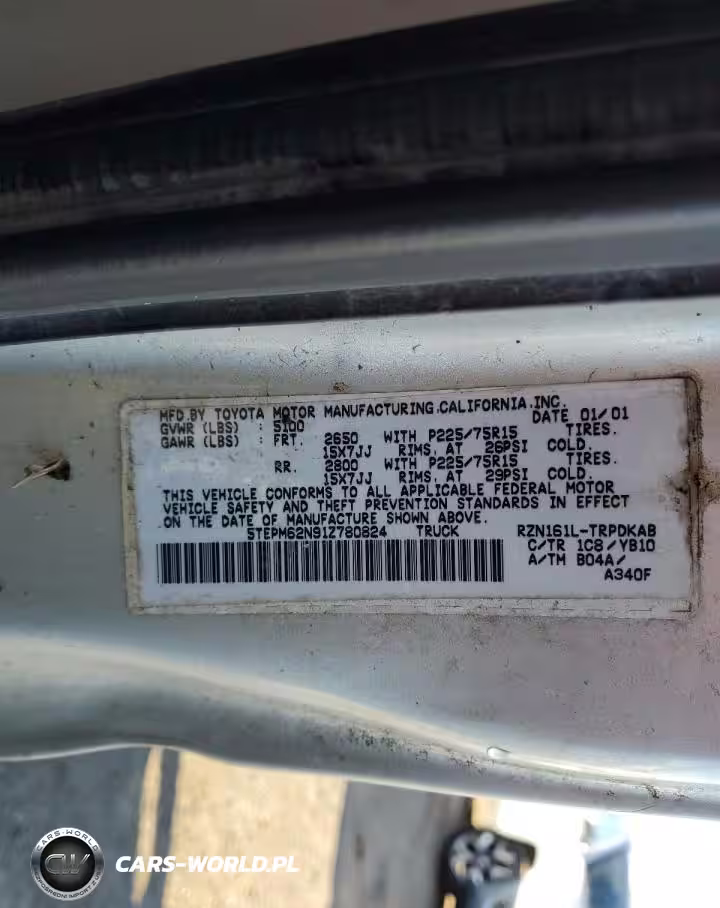 MFD.BY TOYOTA MOTOR MANUFACTURING.CALIFORNIA.INC.
GVWR (LBS) : 5100 DATE 01/01
GAWR (LBS) : FRT. 2650 WITH P225/75R15 TIRES.
15X7JJ RIMS, AT 26PSI COLD.
RR. 2800 WITH P225/75R15 TIRES.
15X7JJ RIMS, AT 29PSI COLD.
THIS VEHICLE CONFORMS TO ALL APPLICABLE FEDERAL MOTOR
VEHICLE SAFETY AND THEFT PREVENTION STANDARDS IN EFFECT
ON THE DATE OF MANUFACTURE SHOWN ABOVE.
5TEPM62N91Z780824 TRUCK RZN161L-TRPDKAB
C/TR 1C8/YB10
A/TM B04A/
A340F
CARS-WORLD
CW
CARS-WORLD.PL